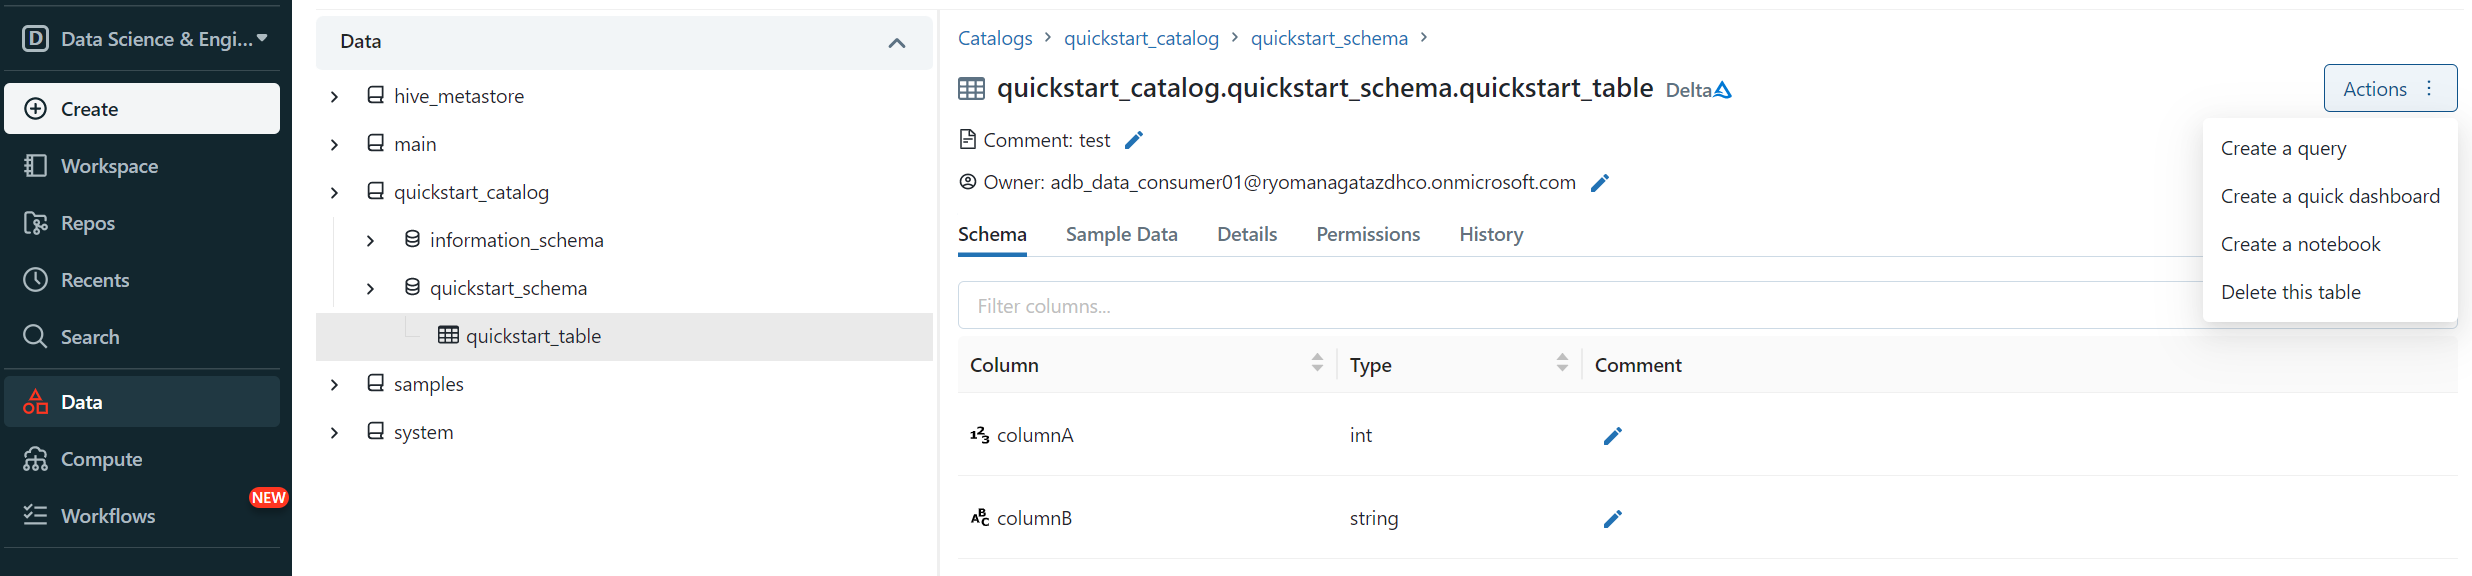 Data Science & Engi...
Create
Workspace
Repos
Recents
Search
Data
Compute
NEW
Workflows
Data
hive_metastore
main
quickstart_catalog
information_schema
quickstart_schema
quickstart_table
samples
system
Catalogs > quickstart_catalog > quickstart_schema >
quickstart_catalog.quickstart_schema.quickstart_table Delta
Actions
Comment: test
Owner: adb_data_consumer01@ryomanagatazdhco.onmicrosoft.com
Create a query
Create a quick dashboard
Create a notebook
Delete this table
Schema Sample Data Details Permissions History
Filter columns...
Column Type Comment
columnA int
columnB string